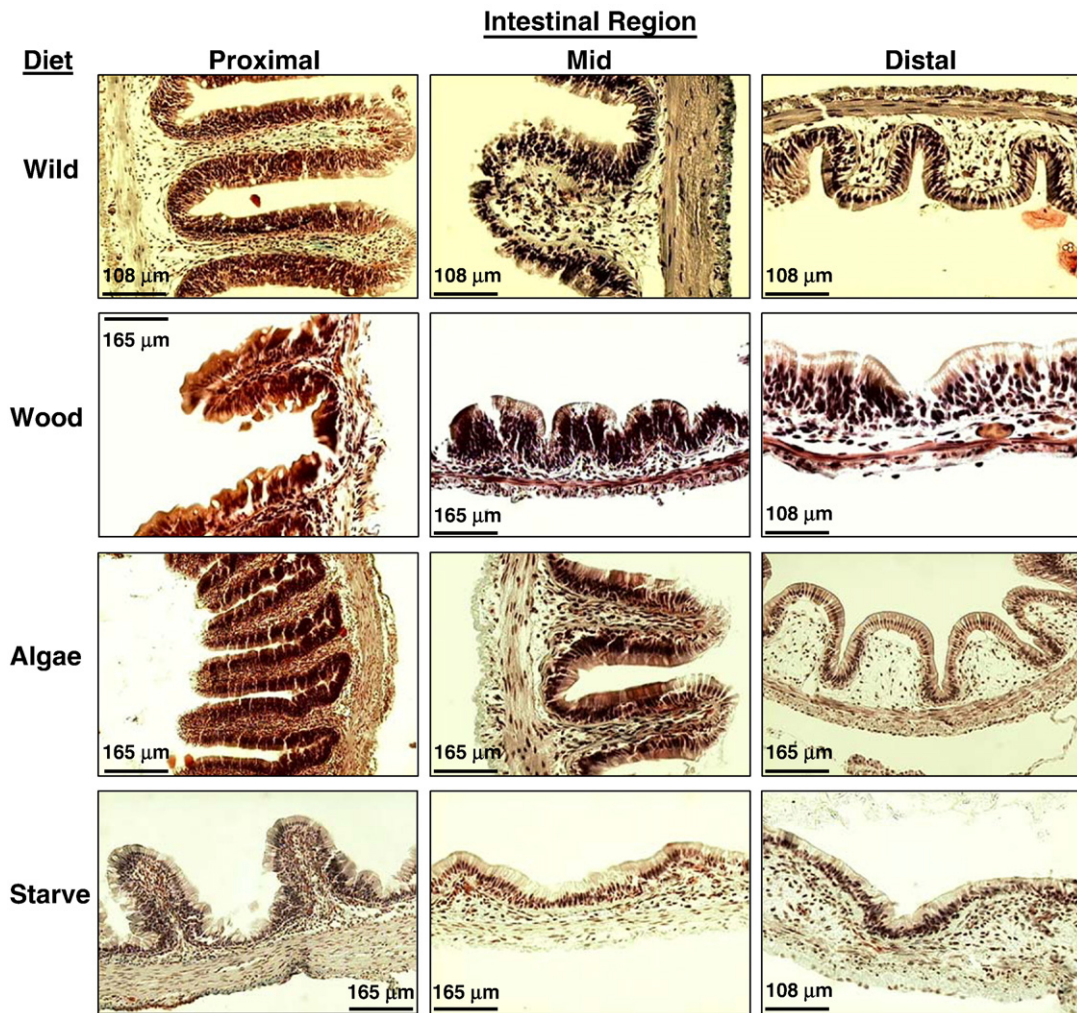 Intestinal Region
Diet Proximal Mid Distal
Wild
108 µm 108 µm 108 µm
165 µm
Wood
165 µm 108 µm
Algae
165 µm 165 µm 165 µm
Starve
165 µm 165 µm 108 µm